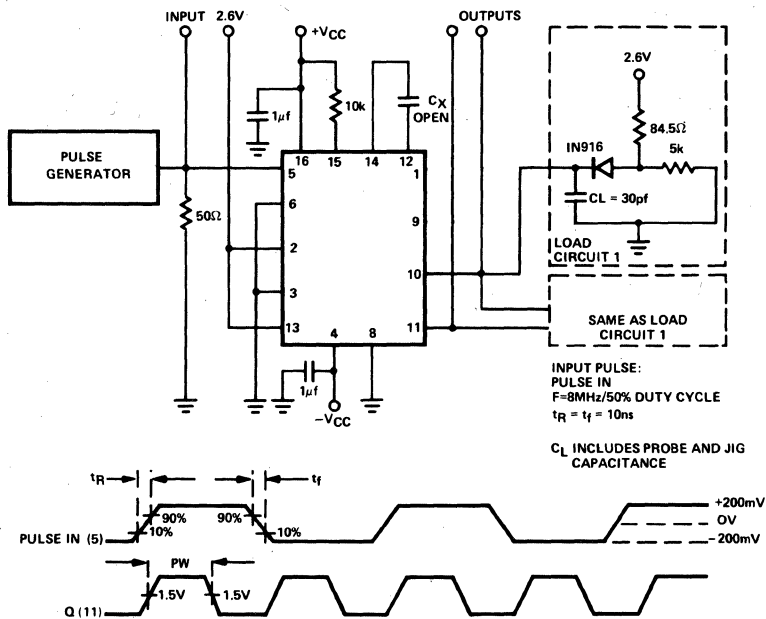 INPUT 2.6V
+VCC
OUTPUTS
2.6V
1µf
10k
CX
OPEN
84.5Ω
5k
IN916
CL = 30pf
LOAD
CIRCUIT 1
PULSE
GENERATOR
50Ω
16 15 14 12
5 1
6
9
2
10
3
13 11
4 8
1µf
−VCC
SAME AS LOAD
CIRCUIT 1
INPUT PULSE:
PULSE IN
F=8MHz/50% DUTY CYCLE
tR = tf = 10ns
CL INCLUDES PROBE AND JIG
CAPACITANCE
tR tf
90% 90%
10% 10%
PULSE IN (5)
+200mV
OV
−200mV
PW
1.5V 1.5V
Q (11)